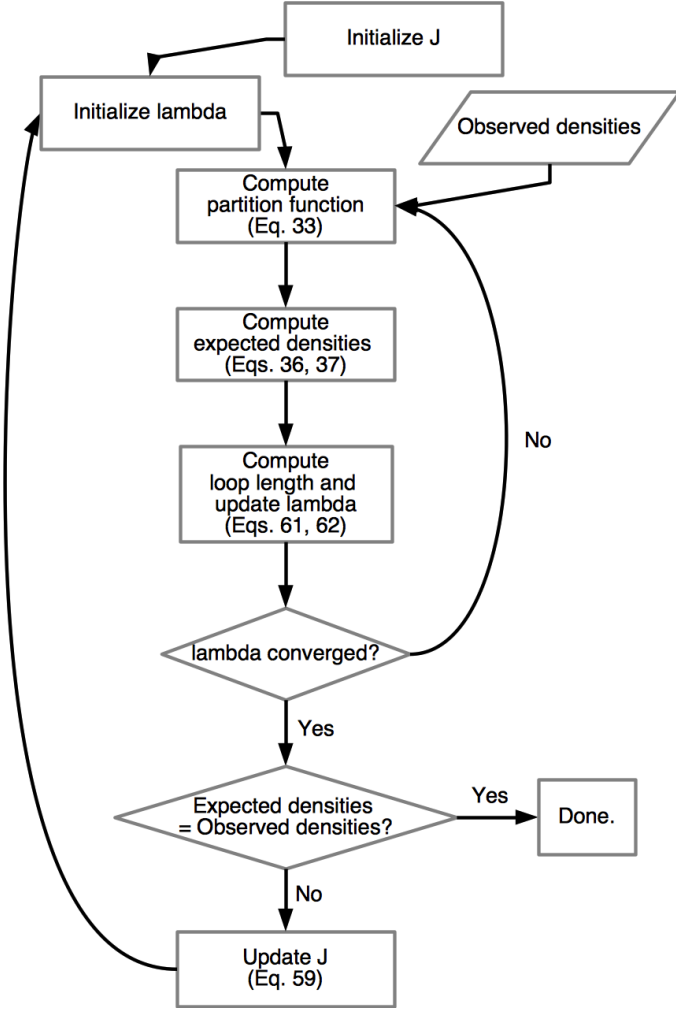 Initialize J
Initialize lambda
Observed densities
Compute
partition function
(Eq. 33)
Compute
expected densities
(Eqs. 36, 37)
Compute
loop length and
update lambda
(Eqs. 61, 62)
No
lambda converged?
Yes
Expected densities
= Observed densities?
Yes
Done.
No
Update J
(Eq. 59)